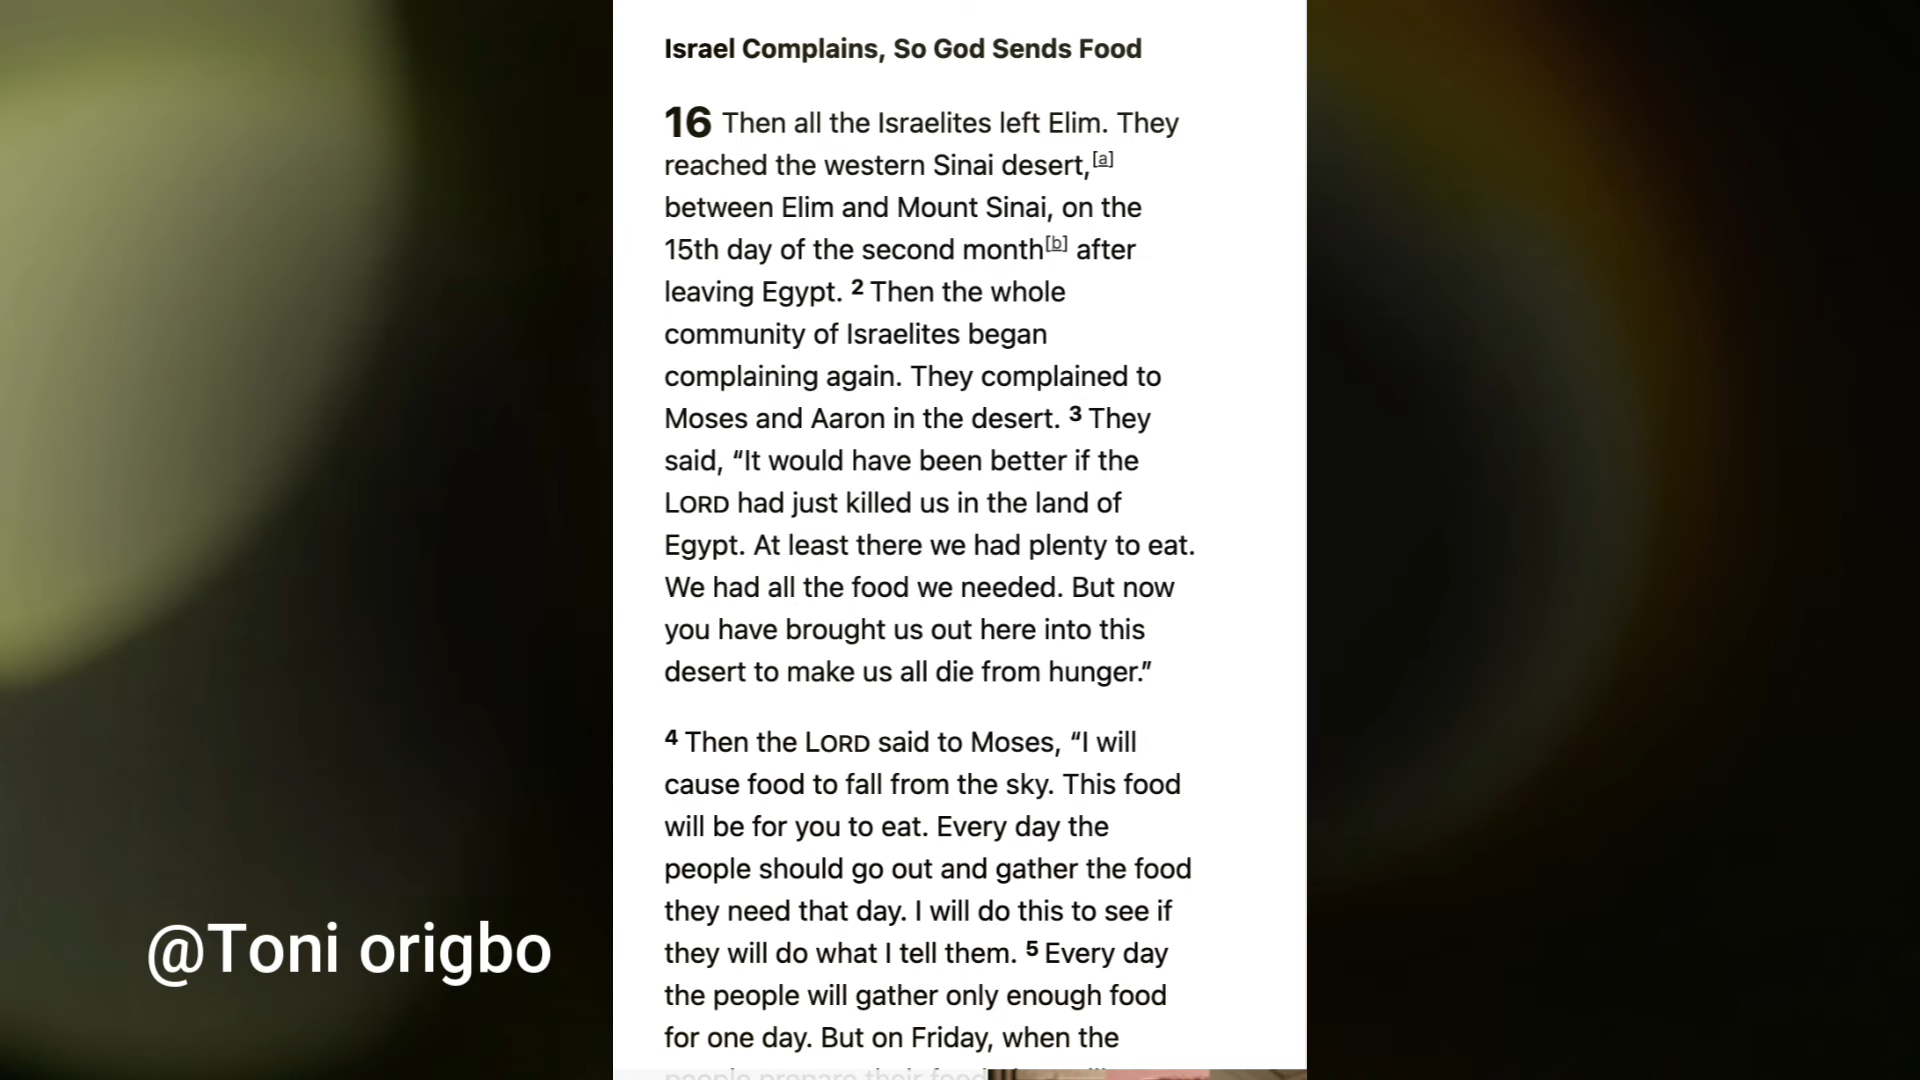 Israel Complains, So God Sends Food
16 Then all the Israelites left Elim. They
reached the western Sinai desert,[a]
between Elim and Mount Sinai, on the
15th day of the second month[b] after
leaving Egypt. 2 Then the whole
community of Israelites began
complaining again. They complained to
Moses and Aaron in the desert. 3 They
said, “It would have been better if the
LORD had just killed us in the land of
Egypt. At least there we had plenty to eat.
We had all the food we needed. But now
you have brought us out here into this
desert to make us all die from hunger.”
4 Then the LORD said to Moses, “I will
cause food to fall from the sky. This food
will be for you to eat. Every day the
people should go out and gather the food
they need that day. I will do this to see if
they will do what I tell them. 5 Every day
the people will gather only enough food
for one day. But on Friday, when the
people prepare their food
@Toni origbo